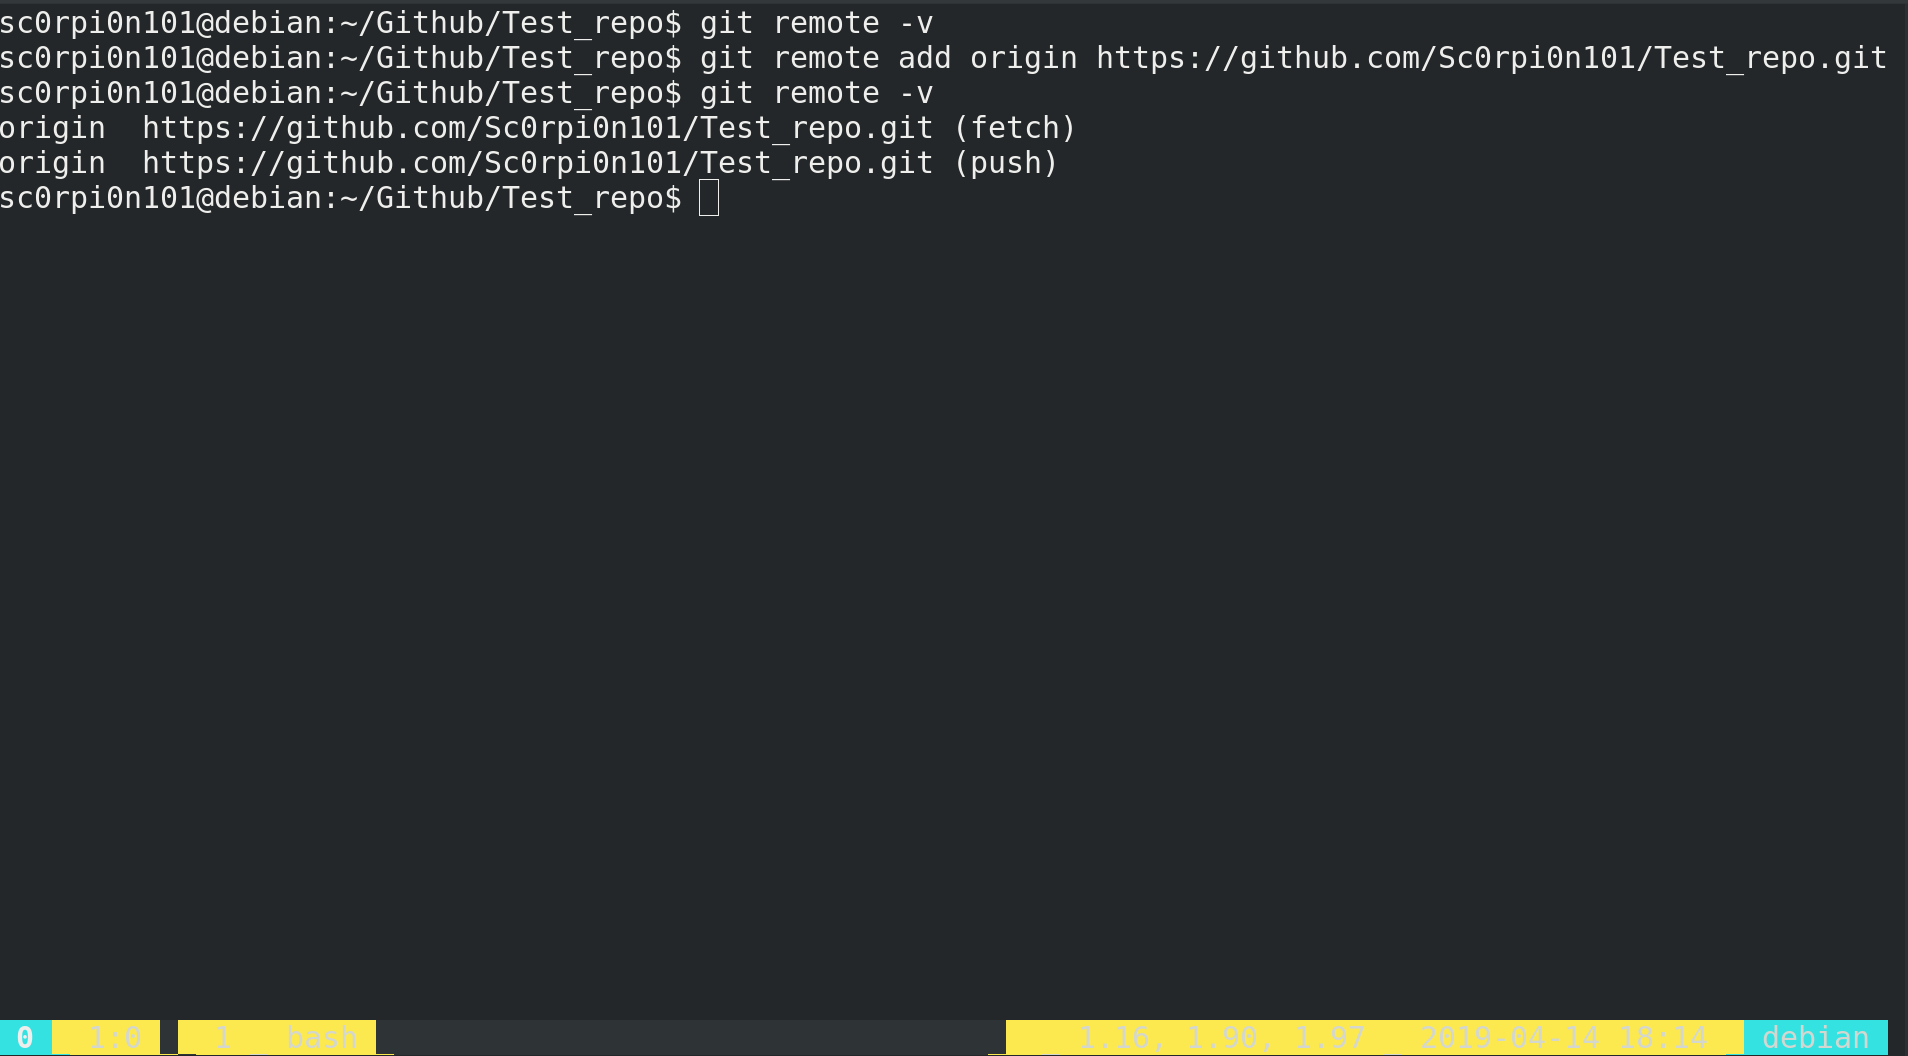 sc0rpi0n101@debian:~/Github/Test_repo$ git remote -v
sc0rpi0n101@debian:~/Github/Test_repo$ git remote add origin https://github.com/Sc0rpi0n101/Test_repo.git
sc0rpi0n101@debian:~/Github/Test_repo$ git remote -v
origin  https://github.com/Sc0rpi0n101/Test_repo.git (fetch)
origin  https://github.com/Sc0rpi0n101/Test_repo.git (push)
sc0rpi0n101@debian:~/Github/Test_repo$
0 1:0 1 bash 1.16, 1.90, 1.97 2019-04-14 18:14 debian